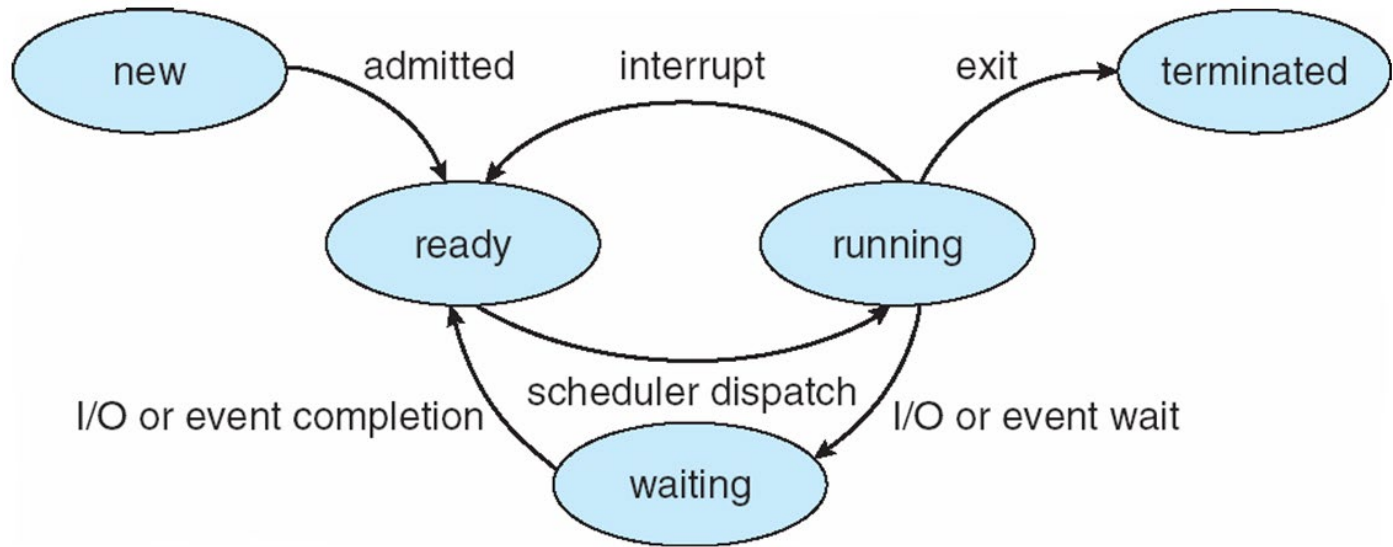 new
admitted
interrupt
exit
terminated
ready
running
scheduler dispatch
I/O or event completion
I/O or event wait
waiting